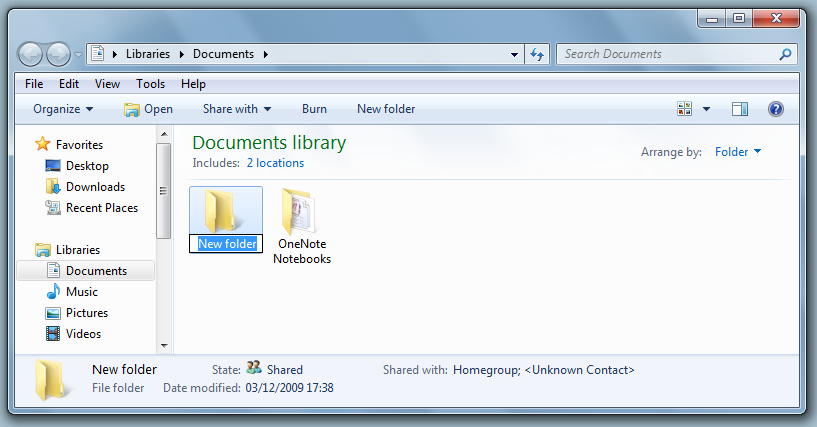 Libraries Documents
Search Documents
File Edit View Tools Help
Organize Open Share with Burn New folder
Favorites
Desktop
Downloads
Recent Places
Libraries
Documents
Music
Pictures
Videos
Documents library
Includes: 2 locations
Arrange by: Folder
New folder
OneNote
Notebooks
New folder State: Shared Shared with: Homegroup; <Unknown Contact>
File folder Date modified: 03/12/2009 17:38